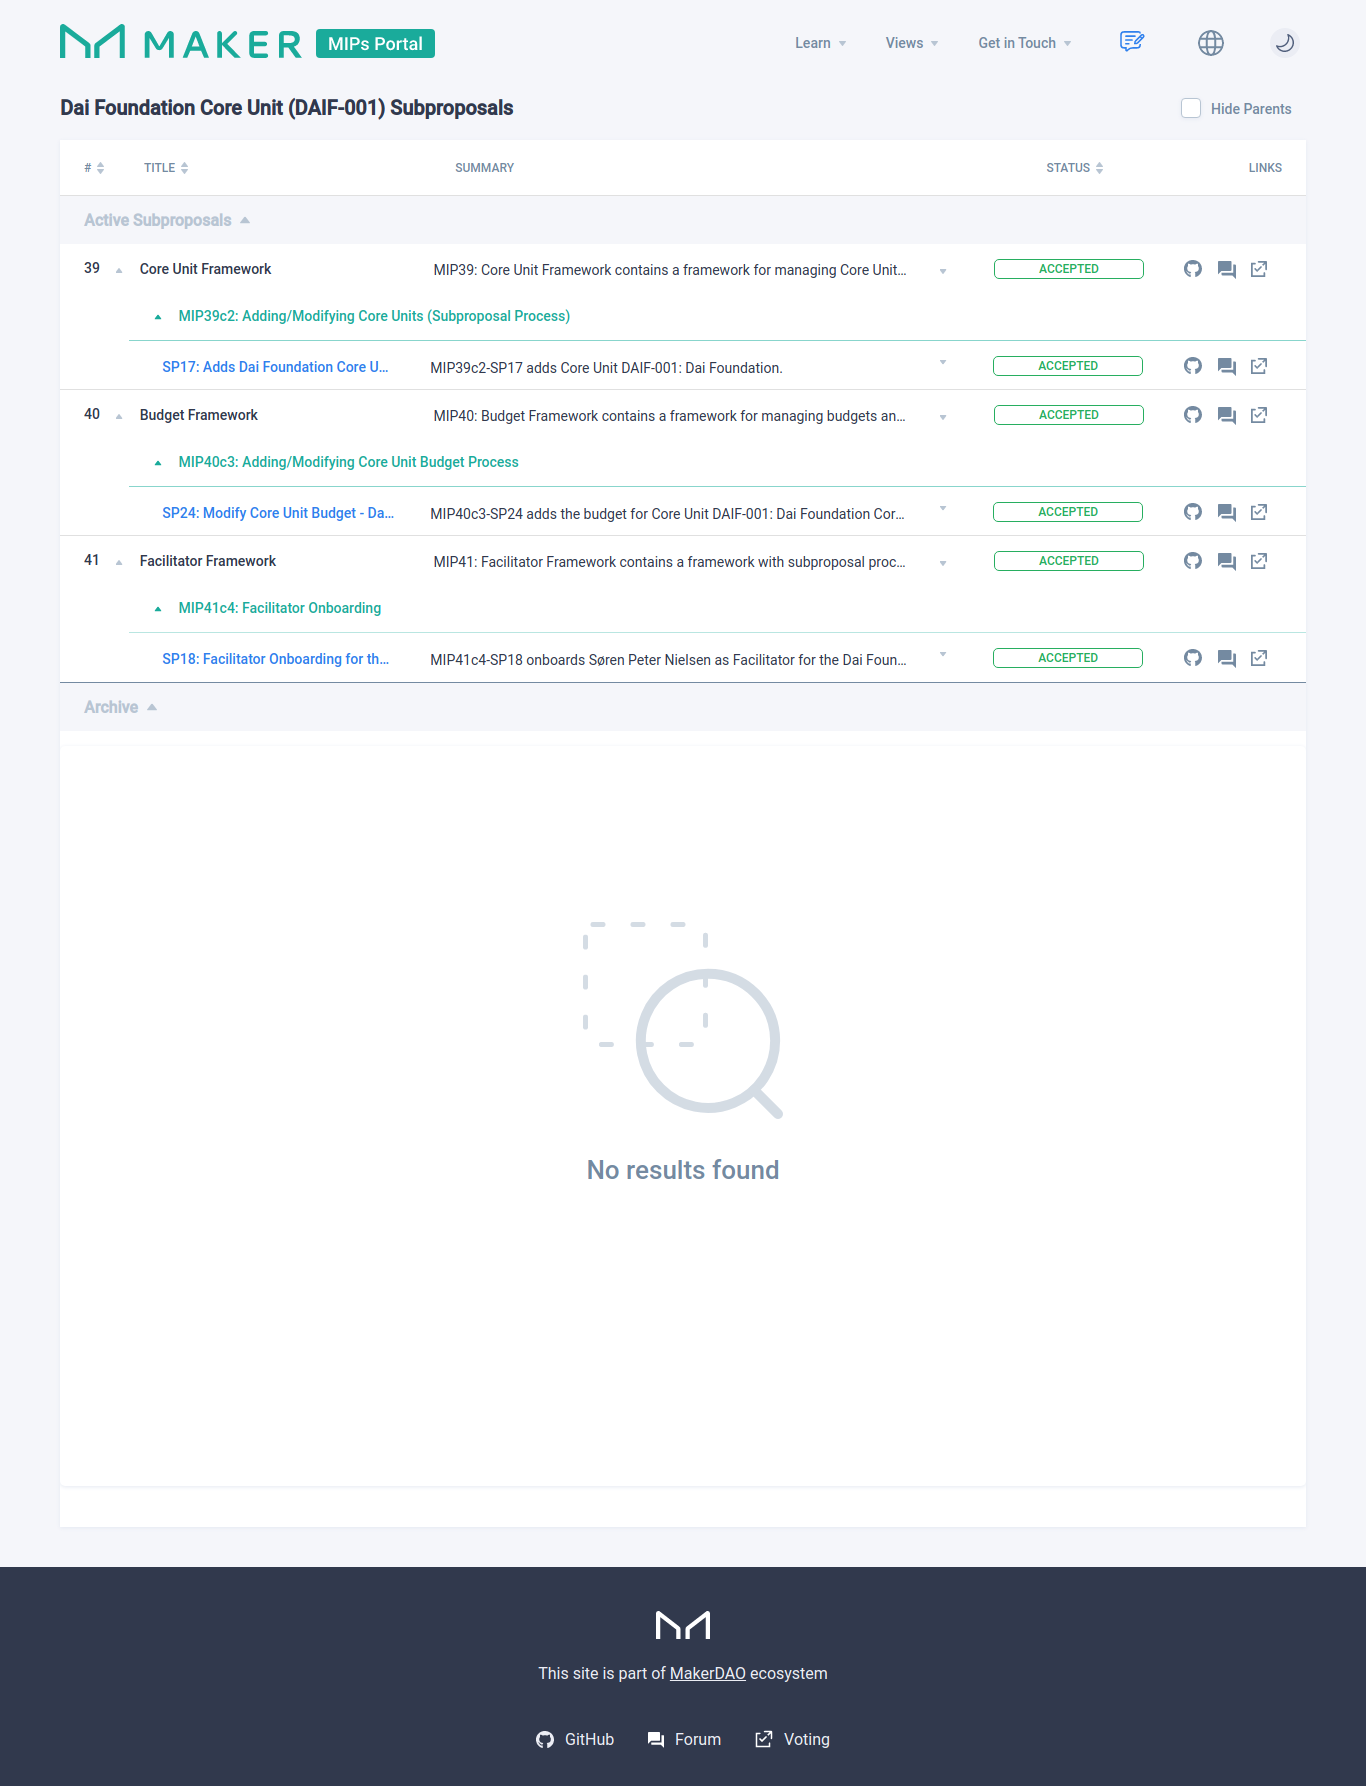 MAKER MIPs Portal Learn Views Get in Touch
Dai Foundation Core Unit (DAIF-001) Subproposals Hide Parents
# TITLE SUMMARY STATUS LINKS
Active Subproposals
39 Core Unit Framework MIP39: Core Unit Framework contains a framework for managing Core Unit... ACCEPTED
MIP39c2: Adding/Modifying Core Units (Subproposal Process)
SP17: Adds Dai Foundation Core U... MIP39c2-SP17 adds Core Unit DAIF-001: Dai Foundation. ACCEPTED
40 Budget Framework MIP40: Budget Framework contains a framework for managing budgets an... ACCEPTED
MIP40c3: Adding/Modifying Core Unit Budget Process
SP24: Modify Core Unit Budget - Da... MIP40c3-SP24 adds the budget for Core Unit DAIF-001: Dai Foundation Cor... ACCEPTED
41 Facilitator Framework MIP41: Facilitator Framework contains a framework with subproposal proc... ACCEPTED
MIP41c4: Facilitator Onboarding
SP18: Facilitator Onboarding for th... MIP41c4-SP18 onboards Søren Peter Nielsen as Facilitator for the Dai Foun... ACCEPTED
Archive
No results found
This site is part of MakerDAO ecosystem
GitHub Forum Voting